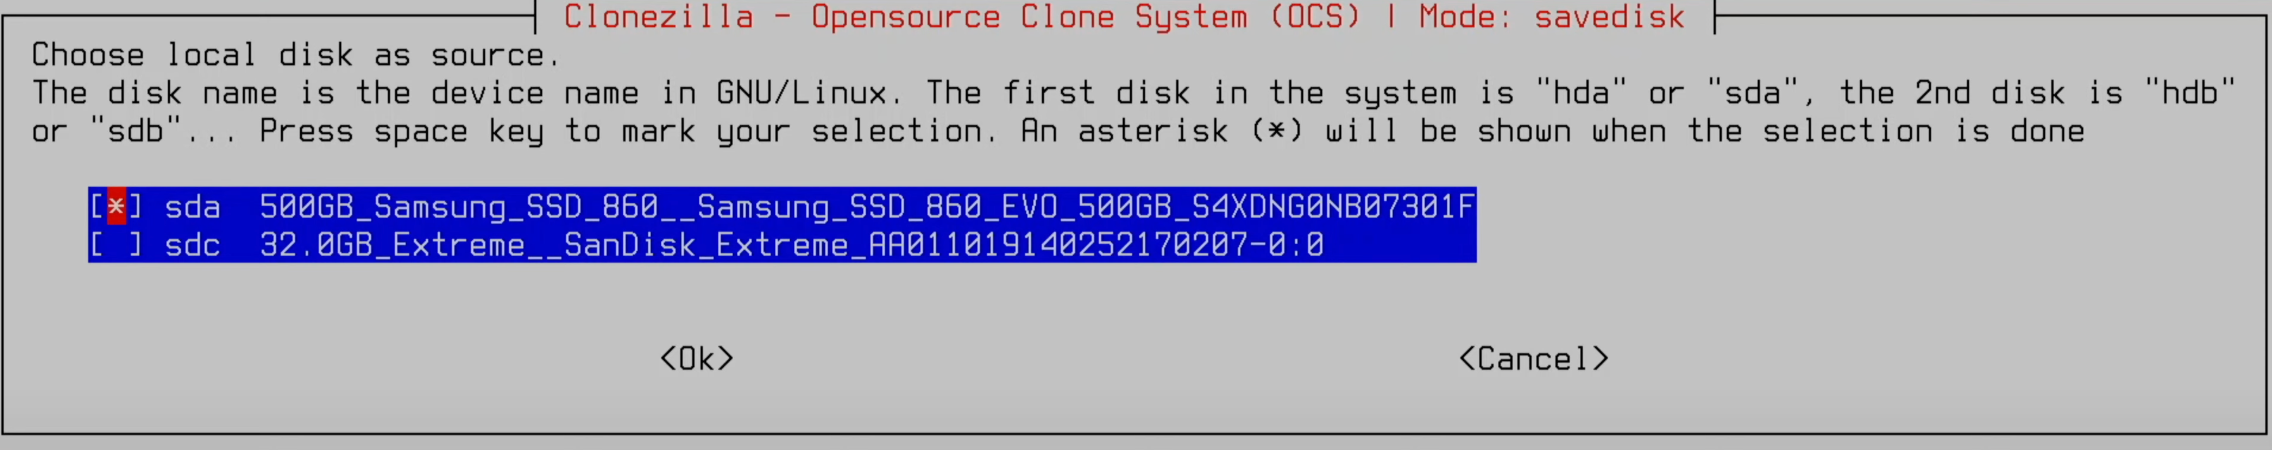 Clonezilla - Opensource Clone System (OCS) | Mode: savedisk
Choose local disk as source.
The disk name is the device name in GNU/Linux. The first disk in the system is "hda" or "sda", the 2nd disk is "hdb"
or "sdb"... Press space key to mark your selection. An asterisk (*) will be shown when the selection is done
[*] sda 500GB_Samsung_SSD_860__Samsung_SSD_860_EVO_500GB_S4XDNG0NB07301F
[ ] sdc 32.0GB_Extreme__SanDisk_Extreme_AA011019140252170207-0:0
<Ok> <Cancel>